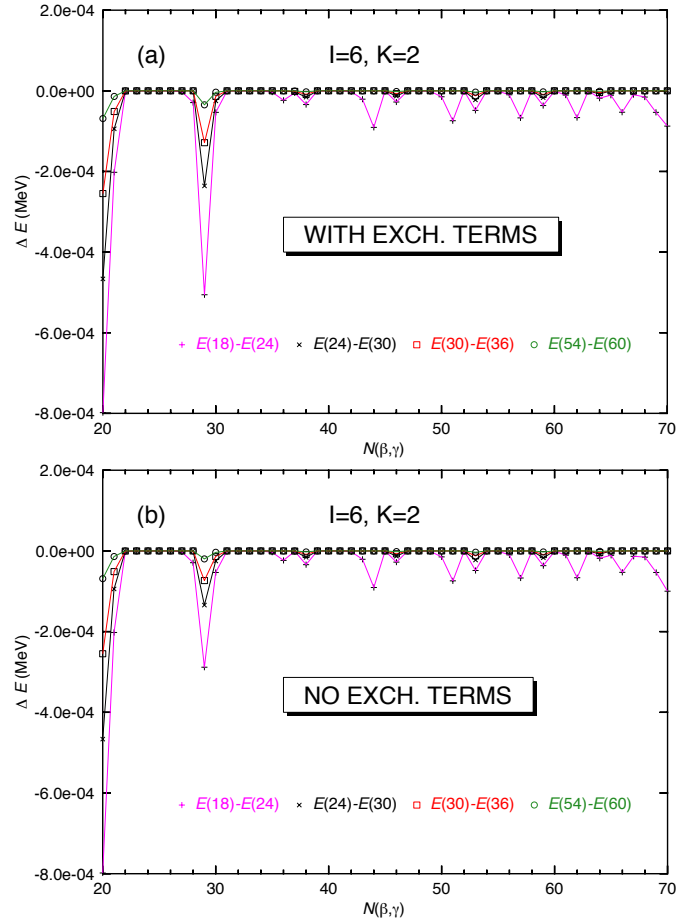 2.0e-04
(a)
I=6, K=2
0.0e+00
-2.0e-04
Δ E (MeV)
WITH EXCH. TERMS
-4.0e-04
-6.0e-04
E(18)-E(24) E(24)-E(30) E(30)-E(36) E(54)-E(60)
-8.0e-04
20 30 40 50 60 70
N(β,γ)
2.0e-04
(b)
I=6, K=2
0.0e+00
-2.0e-04
Δ E (MeV)
NO EXCH. TERMS
-4.0e-04
-6.0e-04
E(18)-E(24) E(24)-E(30) E(30)-E(36) E(54)-E(60)
-8.0e-04
20 30 40 50 60 70
N(β,γ)